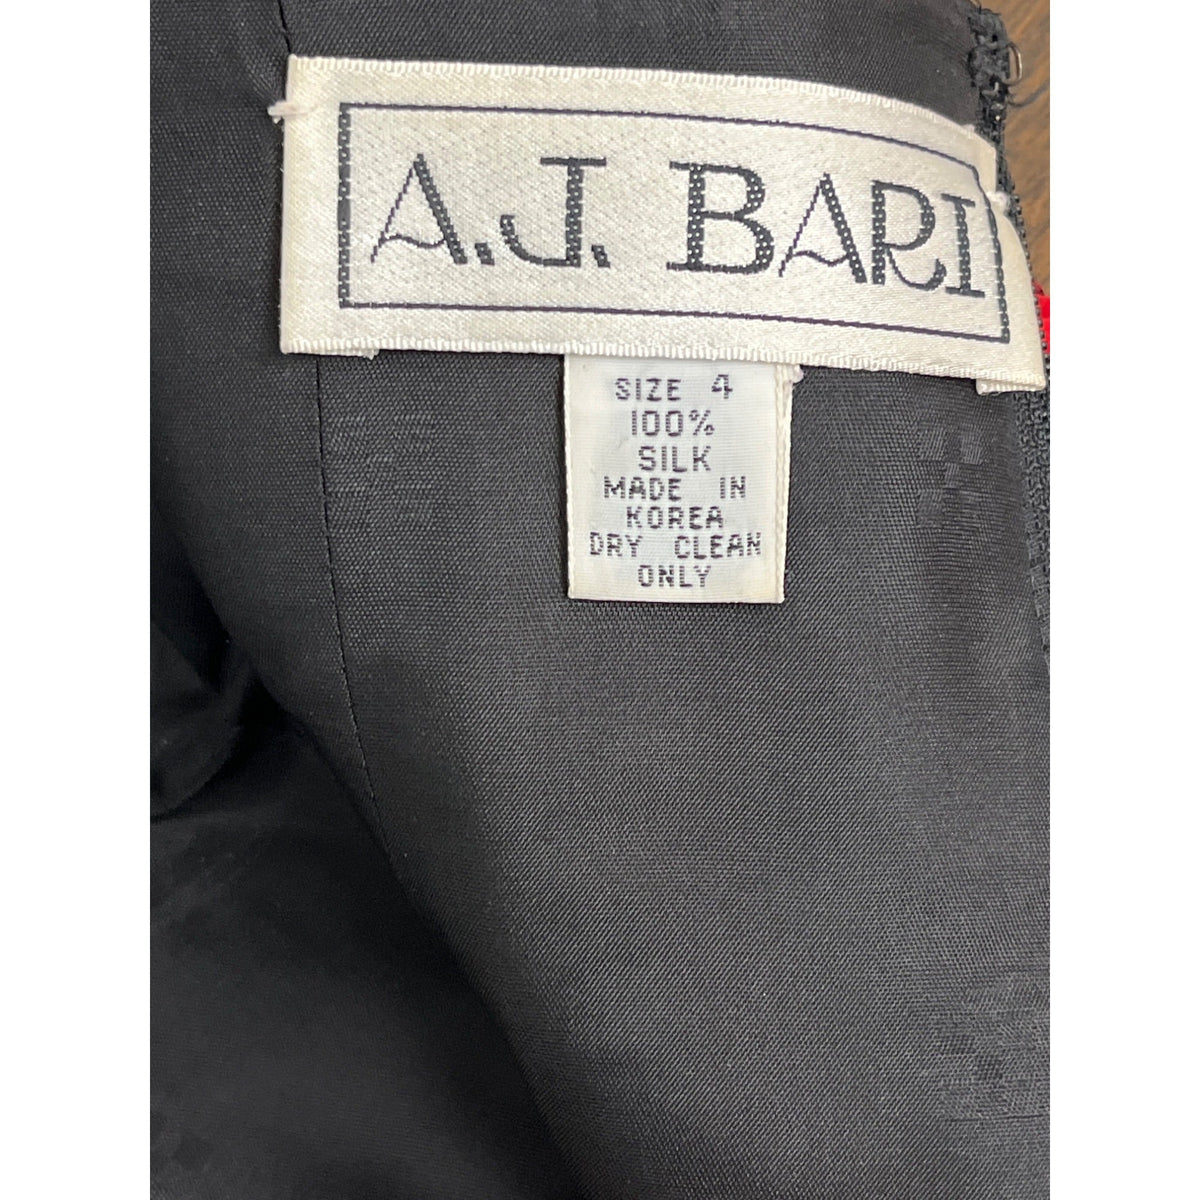 A.J. BARI
SIZE 4
100%
SILK
MADE IN
KOREA
DRY CLEAN
ONLY